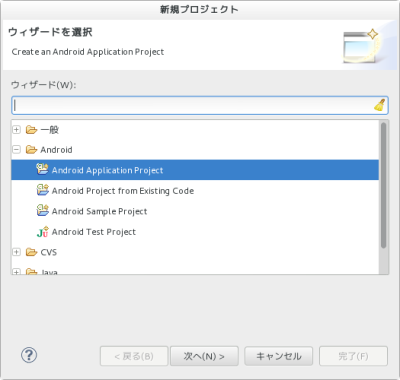 新規プロジェクト
ウィザードを選択
Create an Android Application Project
ウィザード(W):
一般
Android
Android Application Project
Android Project from Existing Code
Android Sample Project
Android Test Project
CVS
Java
< 戻る(B)
次へ(N) >
キャンセル
完了(F)